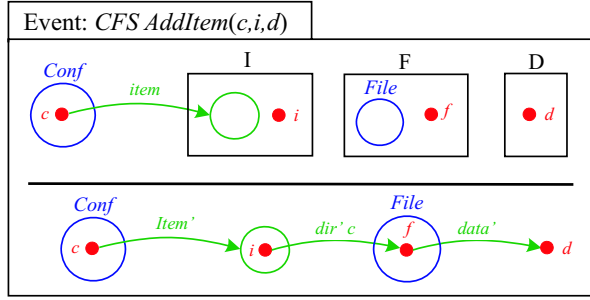 Event: CFS AddItem(c,i,d)
I F D
Conf item File
c i f d
Conf Item’ dir’ c File data’
c i f d